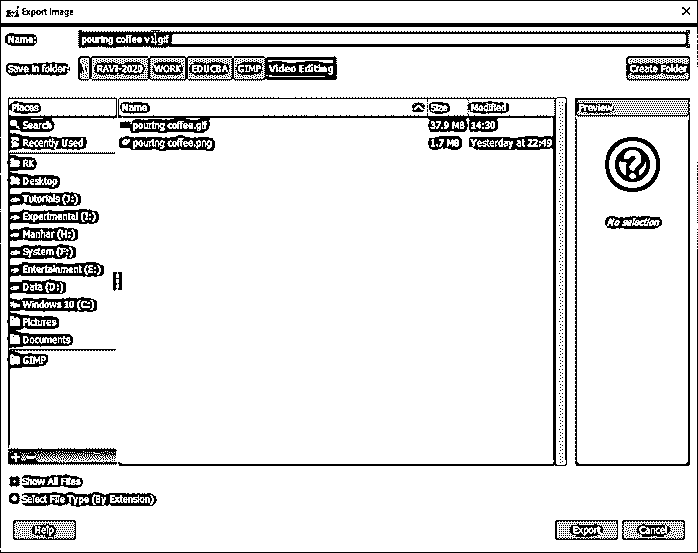 Export Image
Name: pouring coffee v1.gif
Save in folder: RAVI-2020 WORK EDUCBA GIMP Video Editing Create Folder
Places Name Size Modified Preview
Search pouring coffee.gif 37.9 MB 14:30
Recently Used pouring coffee.png 1.7 MB Yesterday at 22:49
RK
Desktop
Tutorials (J:)
Experimental (I:)
No selection
Manhar (H:)
System (F:)
Entertainment (E:)
Data (D:)
Windows 10 (C:)
Pictures
Documents
GIMP
Show All Files
Select File Type (By Extension)
Help Export Cancel